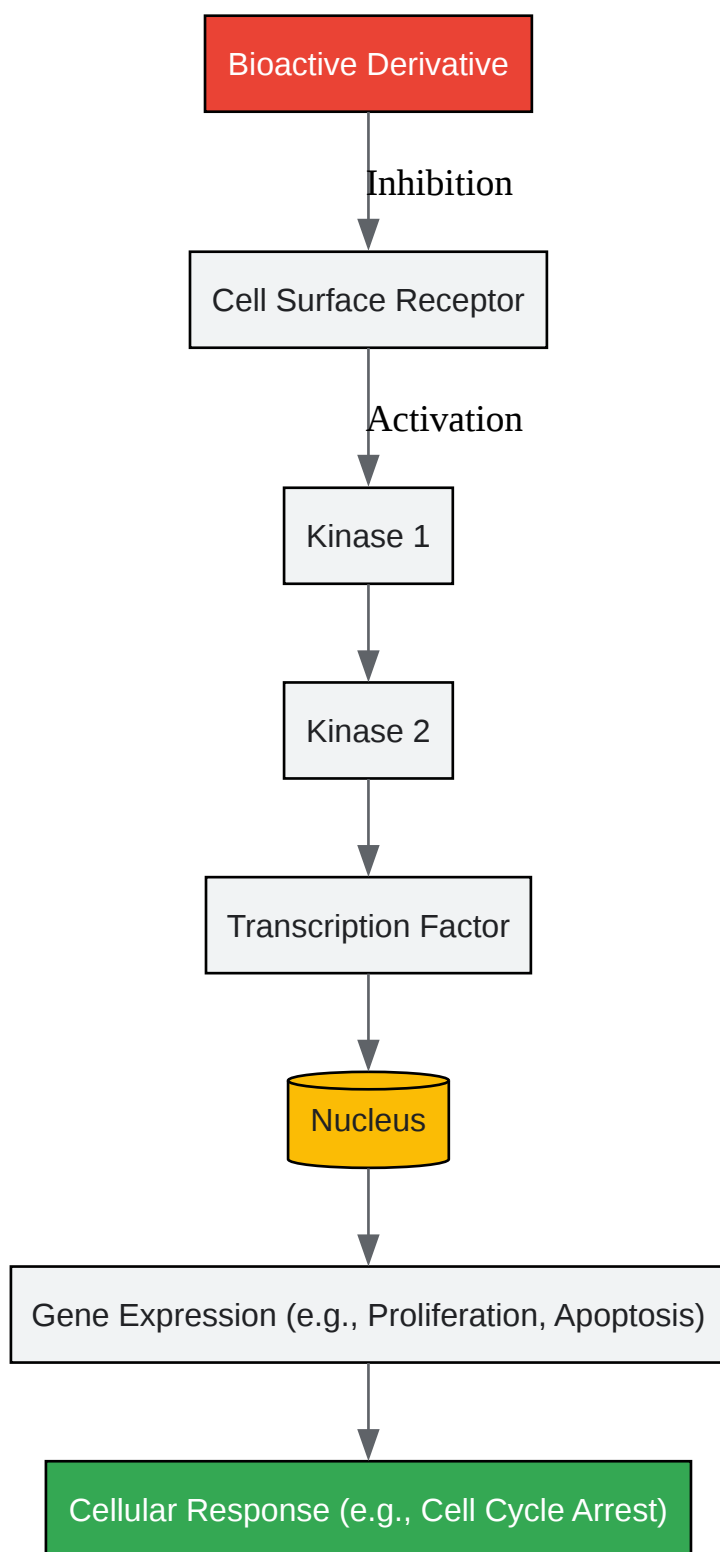 Bioactive Derivative
Inhibition
Cell Surface Receptor
Activation
Kinase 1
Kinase 2
Transcription Factor
Nucleus
Gene Expression (e.g., Proliferation, Apoptosis)
Cellular Response (e.g., Cell Cycle Arrest)